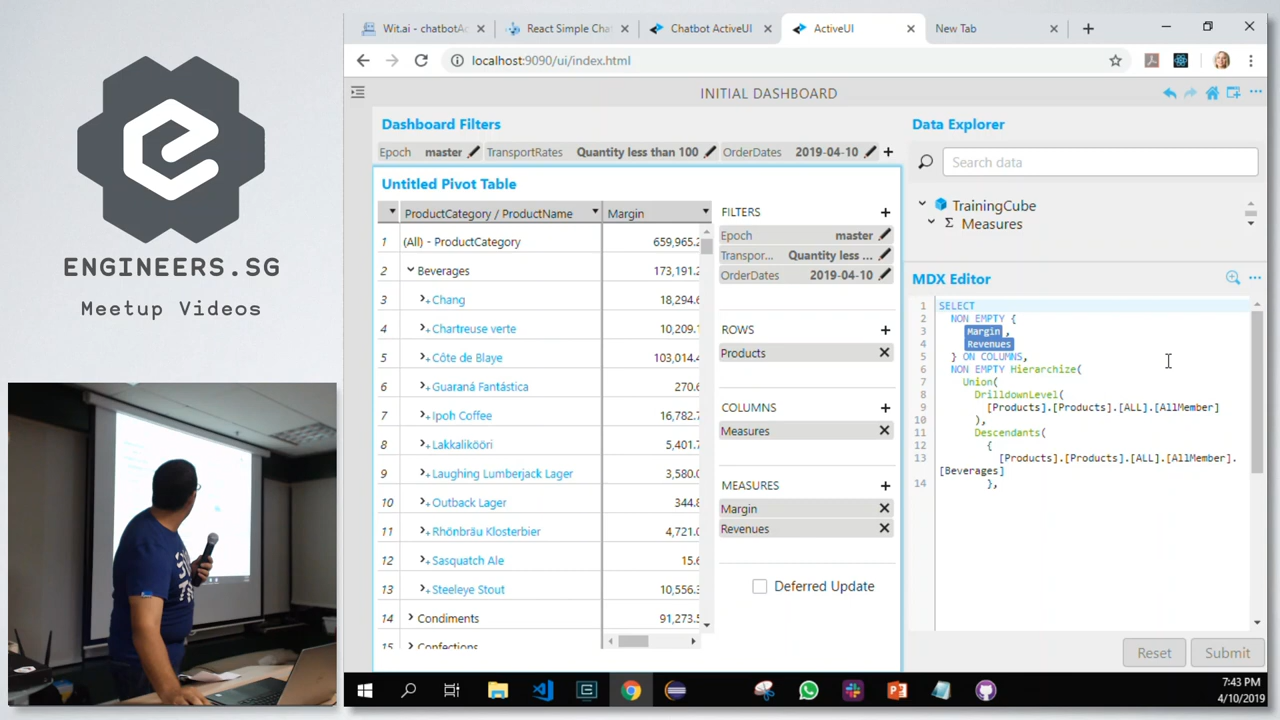 ENGINEERS.SG
Meetup Videos
Wit.ai - chatbotA
React Simple Cha
Chatbot ActiveUI
ActiveUI
New Tab
localhost:9090/ui/index.html
INITIAL DASHBOARD
Dashboard Filters
Epoch master TransportRates Quantity less than 100 OrderDates 2019-04-10
Untitled Pivot Table
ProductCategory / ProductName Margin
1 (All) - ProductCategory 659,965.2
2 Beverages 173,191.2
3 Chang 18,294.6
4 Chartreuse verte 10,209.
5 Côte de Blaye 103,014.4
6 Guaraná Fantástica 270.6
7 Ipoh Coffee 16,782.7
8 Lakkalikööri 5,401.7
9 Laughing Lumberjack Lager 3,580.0
10 Outback Lager 344.8
11 Rhönbräu Klosterbier 4,721.0
12 Sasquatch Ale 15.6
13 Steeleye Stout 10,556.3
14 Condiments 91,273.5
15 Confections
FILTERS
Epoch master
Transpor... Quantity less ...
OrderDates 2019-04-10
ROWS
Products
COLUMNS
Measures
MEASURES
Margin
Revenues
Deferred Update
Data Explorer
Search data
TrainingCube
Σ Measures
MDX Editor
1 SELECT
2 NON EMPTY {
3 Margin,
4 Revenues
5 } ON COLUMNS,
6 NON EMPTY Hierarchize(
7 Union(
8 DrilldownLevel(
9 [Products].[Products].[ALL].[AllMember]
10 ),
11 Descendants(
12 {
13 [Products].[Products].[ALL].[AllMember].
[Beverages]
14 },
Reset
Submit
7:43 PM
4/10/2019